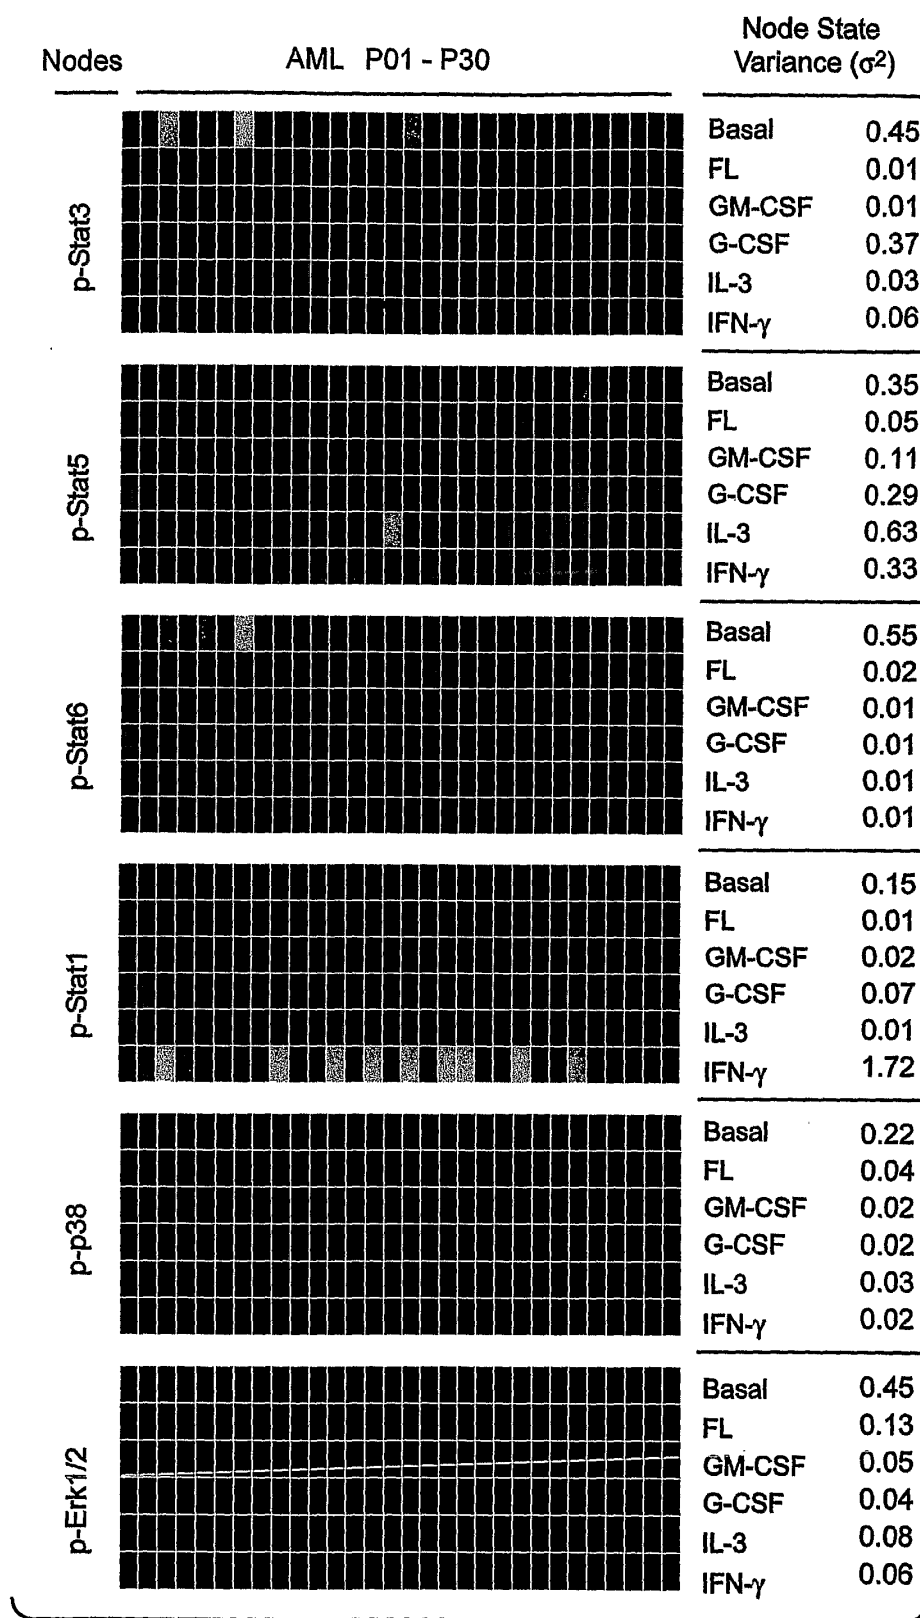 Node State
Nodes AML P01 - P30 Variance (σ²)
p-Stat3
Basal 0.45
FL 0.01
GM-CSF 0.01
G-CSF 0.37
IL-3 0.03
IFN-γ 0.06
p-Stat5
Basal 0.35
FL 0.05
GM-CSF 0.11
G-CSF 0.29
IL-3 0.63
IFN-γ 0.33
p-Stat6
Basal 0.55
FL 0.02
GM-CSF 0.01
G-CSF 0.01
IL-3 0.01
IFN-γ 0.01
p-Stat1
Basal 0.15
FL 0.01
GM-CSF 0.02
G-CSF 0.07
IL-3 0.01
IFN-γ 1.72
p-p38
Basal 0.22
FL 0.04
GM-CSF 0.02
G-CSF 0.02
IL-3 0.03
IFN-γ 0.02
p-Erk1/2
Basal 0.45
FL 0.13
GM-CSF 0.05
G-CSF 0.04
IL-3 0.08
IFN-γ 0.06